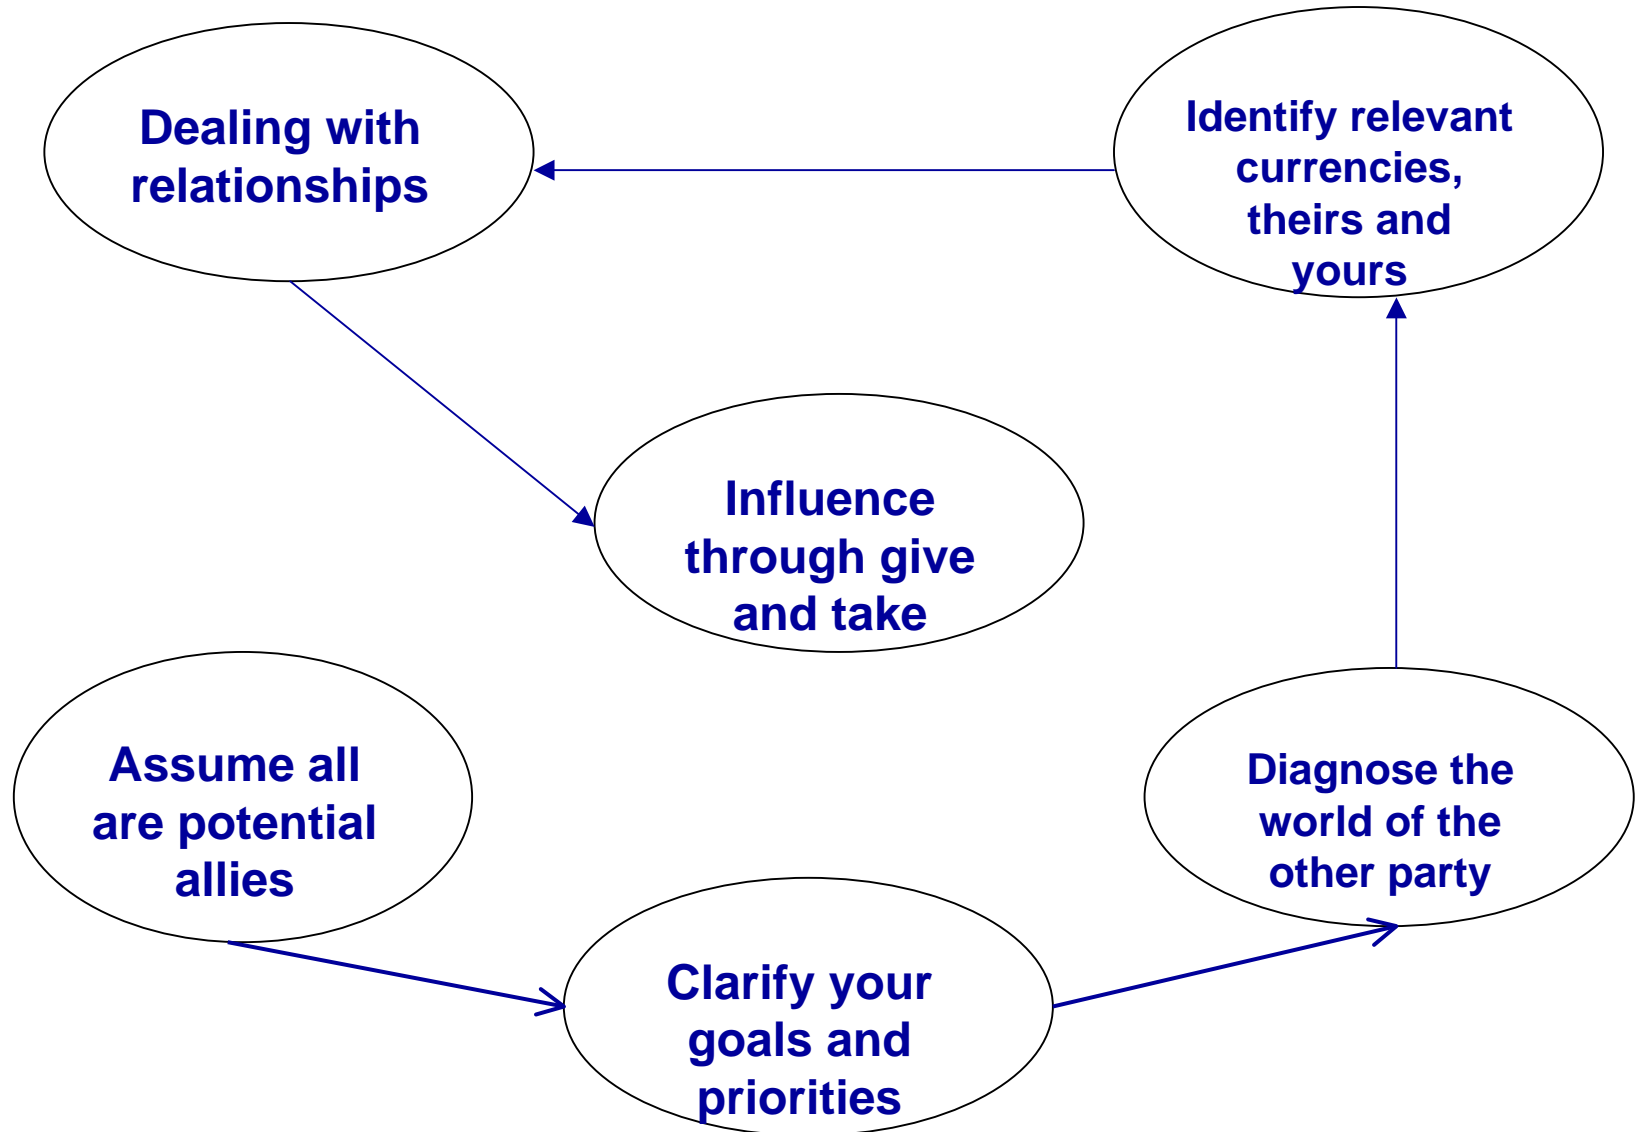 Dealing with
relationships
Identify relevant
currencies,
theirs and
yours
Influence
through give
and take
Assume all
are potential
allies
Diagnose the
world of the
other party
Clarify your
goals and
priorities